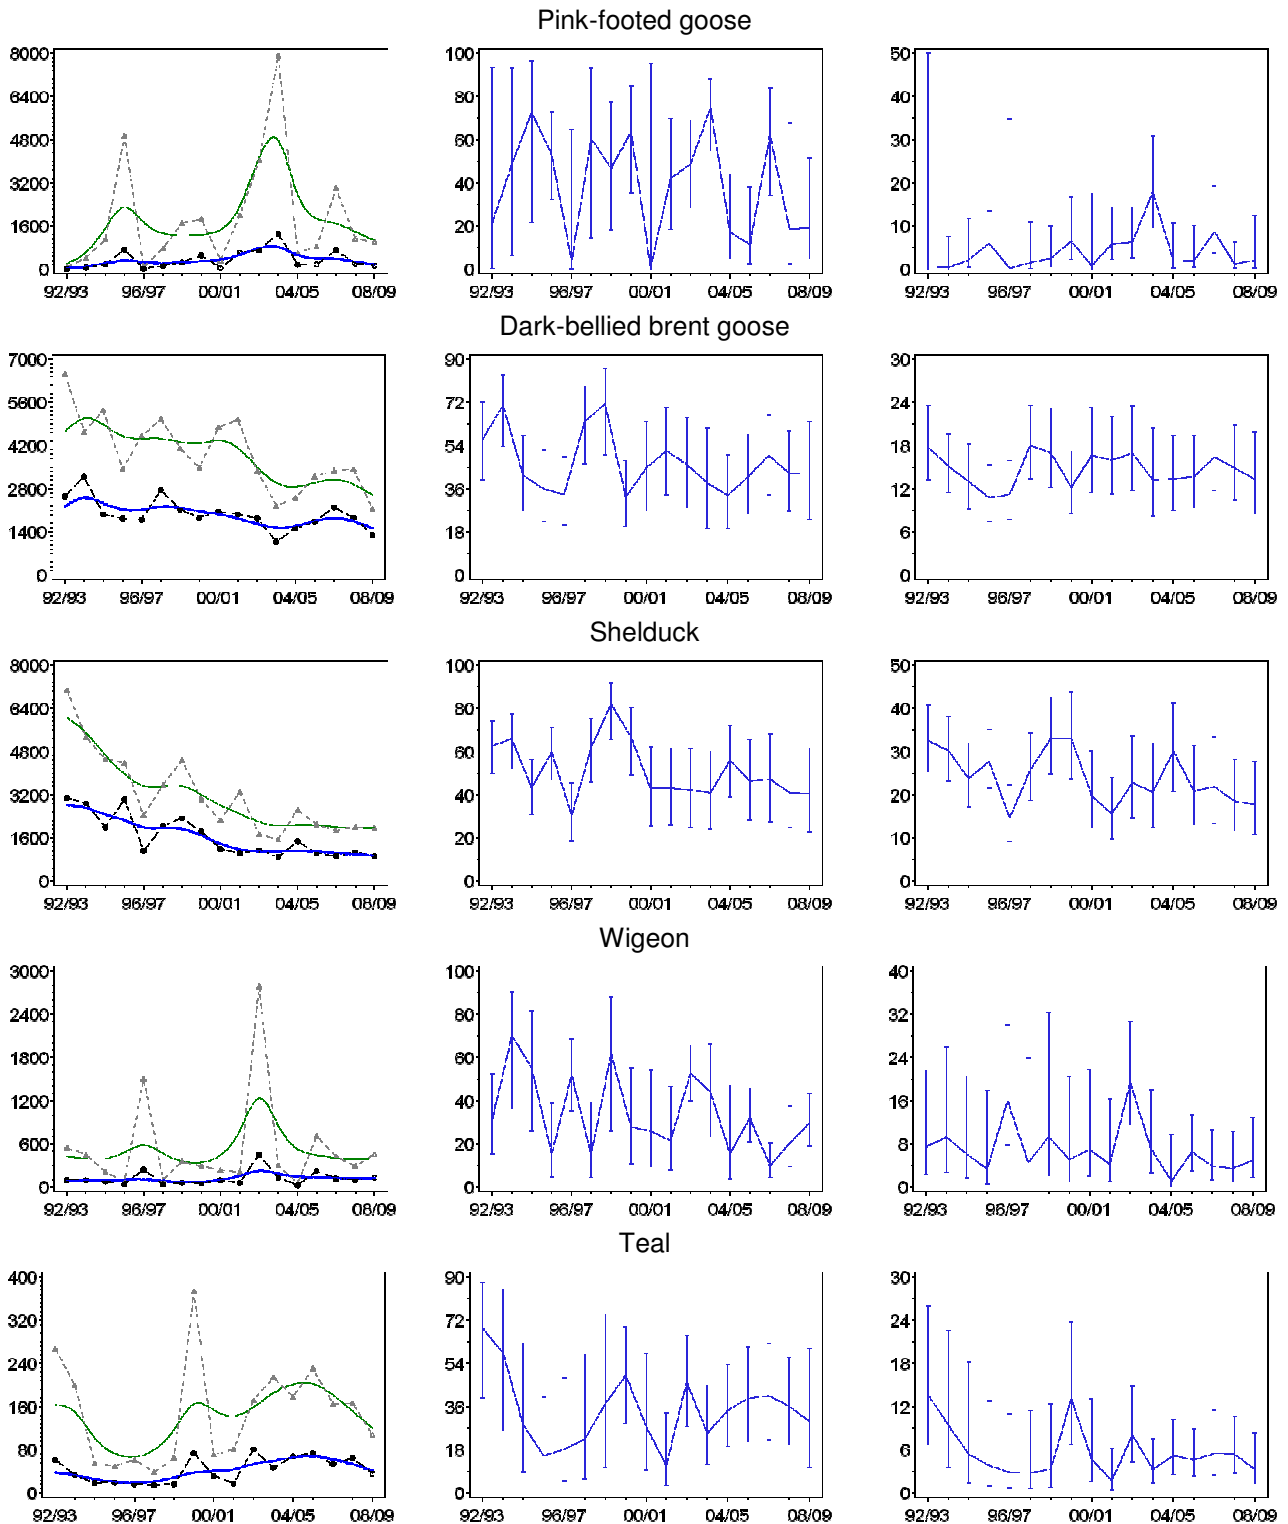 Pink-footed goose
8000 6400 4800 3200 1600 0
92/93 96/97 00/01 04/05 08/09
100 80 60 40 20 0
92/93 96/97 00/01 04/05 08/09
50 40 30 20 10 0
92/93 96/97 00/01 04/05 08/09
Dark-bellied brent goose
7000 5600 4200 2800 1400 0
92/93 96/97 00/01 04/05 08/09
90 72 54 36 18 0
92/93 96/97 00/01 04/05 08/09
30 24 18 12 6 0
92/93 96/97 00/01 04/05 08/09
Shelduck
8000 6400 4800 3200 1600 0
92/93 96/97 00/01 04/05 08/09
100 80 60 40 20 0
92/93 96/97 00/01 04/05 08/09
50 40 30 20 10 0
92/93 96/97 00/01 04/05 08/09
Wigeon
3000 2400 1800 1200 600 0
92/93 96/97 00/01 04/05 08/09
100 80 60 40 20 0
92/93 96/97 00/01 04/05 08/09
40 32 24 16 8 0
92/93 96/97 00/01 04/05 08/09
Teal
400 320 240 160 80 0
92/93 96/97 00/01 04/05 08/09
90 72 54 36 18 0
92/93 96/97 00/01 04/05 08/09
30 24 18 12 6 0
92/93 96/97 00/01 04/05 08/09